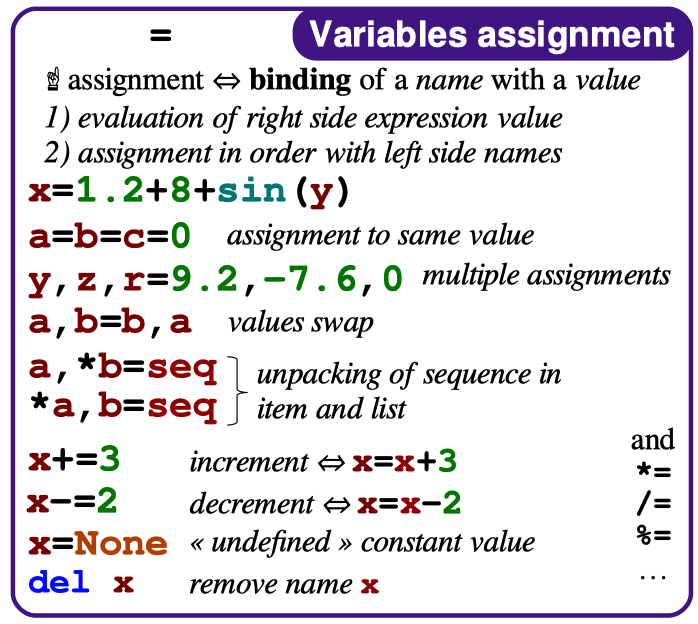 =
Variables assignment
☝ assignment ⇔ binding of a name with a value
1) evaluation of right side expression value
2) assignment in order with left side names
x=1.2+8+sin(y)
a=b=c=0 assignment to same value
y,z,r=9.2,-7.6,0 multiple assignments
a,b=b,a values swap
a,*b=seq
*a,b=seq
unpacking of sequence in
item and list
x+=3 increment ⇔ x=x+3
x-=2 decrement ⇔ x=x-2
x=None « undefined » constant value
del x remove name x
and
*=
/=
%=
…